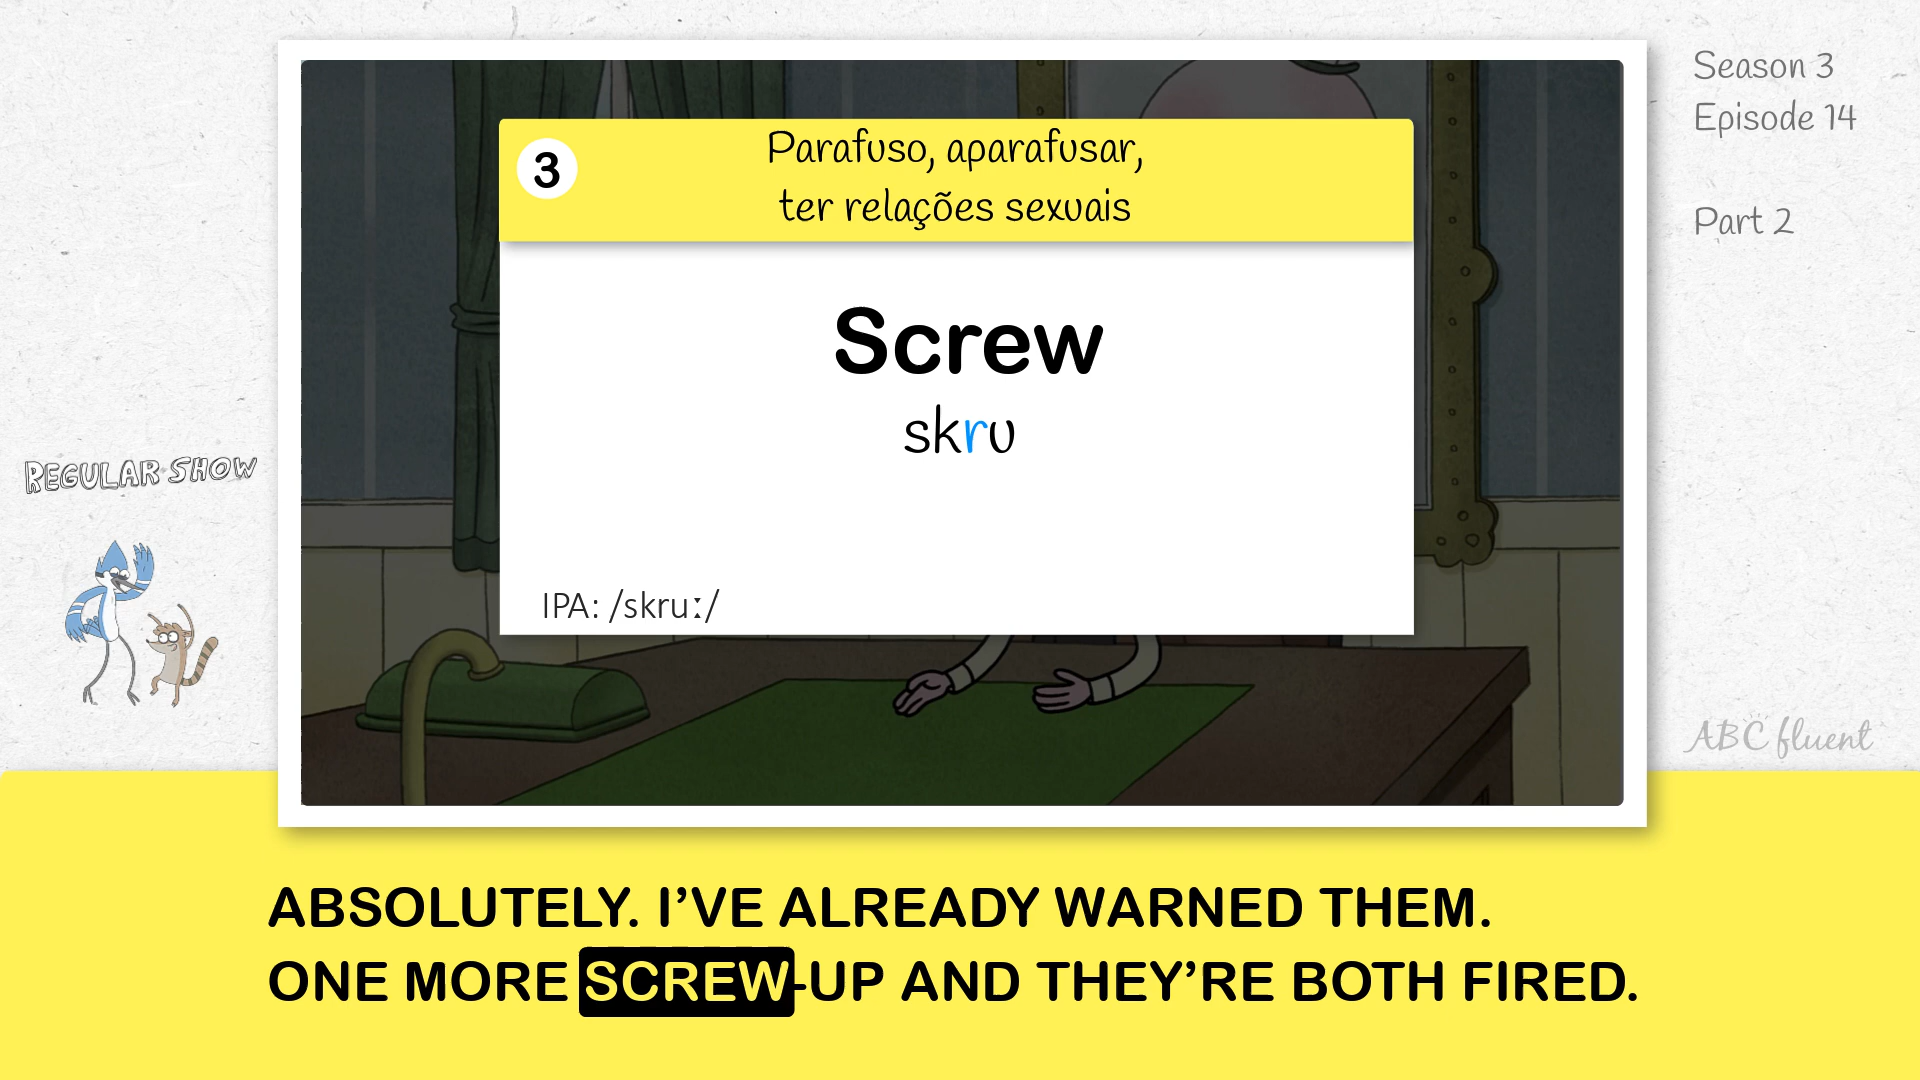 Season 3
Episode 14
Part 2
3
Parafuso, aparafusar,
ter relações sexuais
Screw
skru
IPA: /skruː/
REGULAR SHOW
ABC fluent
ABSOLUTELY. I’VE ALREADY WARNED THEM.
ONE MORE SCREW-UP AND THEY’RE BOTH FIRED.